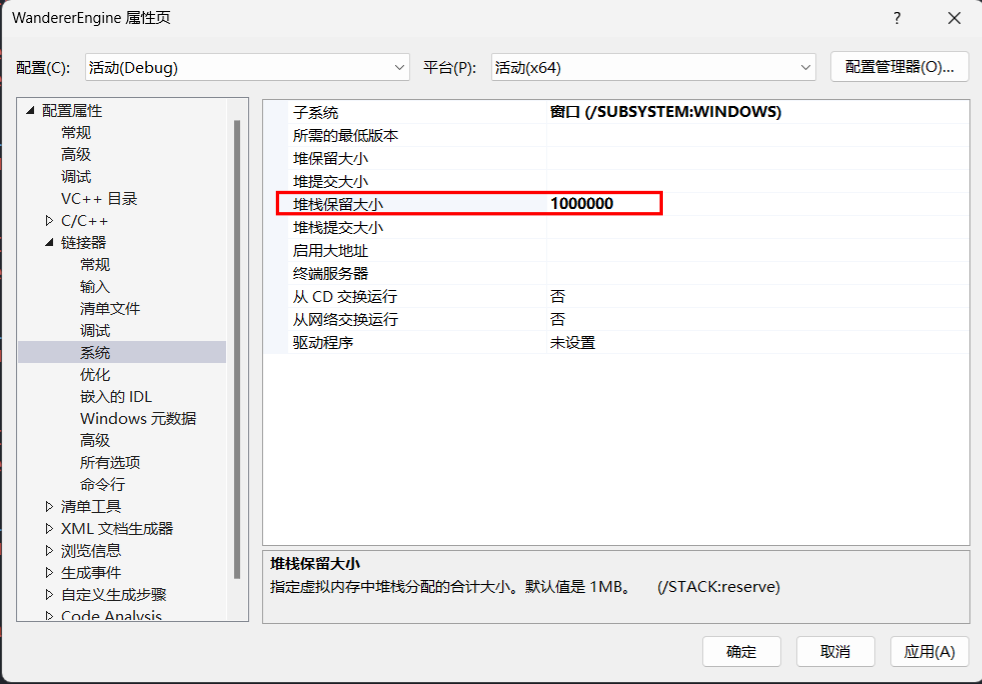 WandererEngine 属性页
?
配置(C):
活动(Debug)
平台(P):
活动(x64)
配置管理器(O)...
配置属性
常规
高级
调试
VC++ 目录
C/C++
链接器
常规
输入
清单文件
调试
系统
优化
嵌入的 IDL
Windows 元数据
高级
所有选项
命令行
清单工具
XML 文档生成器
浏览信息
生成事件
自定义生成步骤
Code Analysis
子系统 窗口 (/SUBSYSTEM:WINDOWS)
所需的最低版本
堆保留大小
堆提交大小
堆栈保留大小 1000000
堆栈提交大小
启用大地址
终端服务器
从 CD 交换运行 否
从网络交换运行 否
驱动程序 未设置
堆栈保留大小
指定虚拟内存中堆栈分配的合计大小。默认值是 1MB。 (/STACK:reserve)
确定
取消
应用(A)